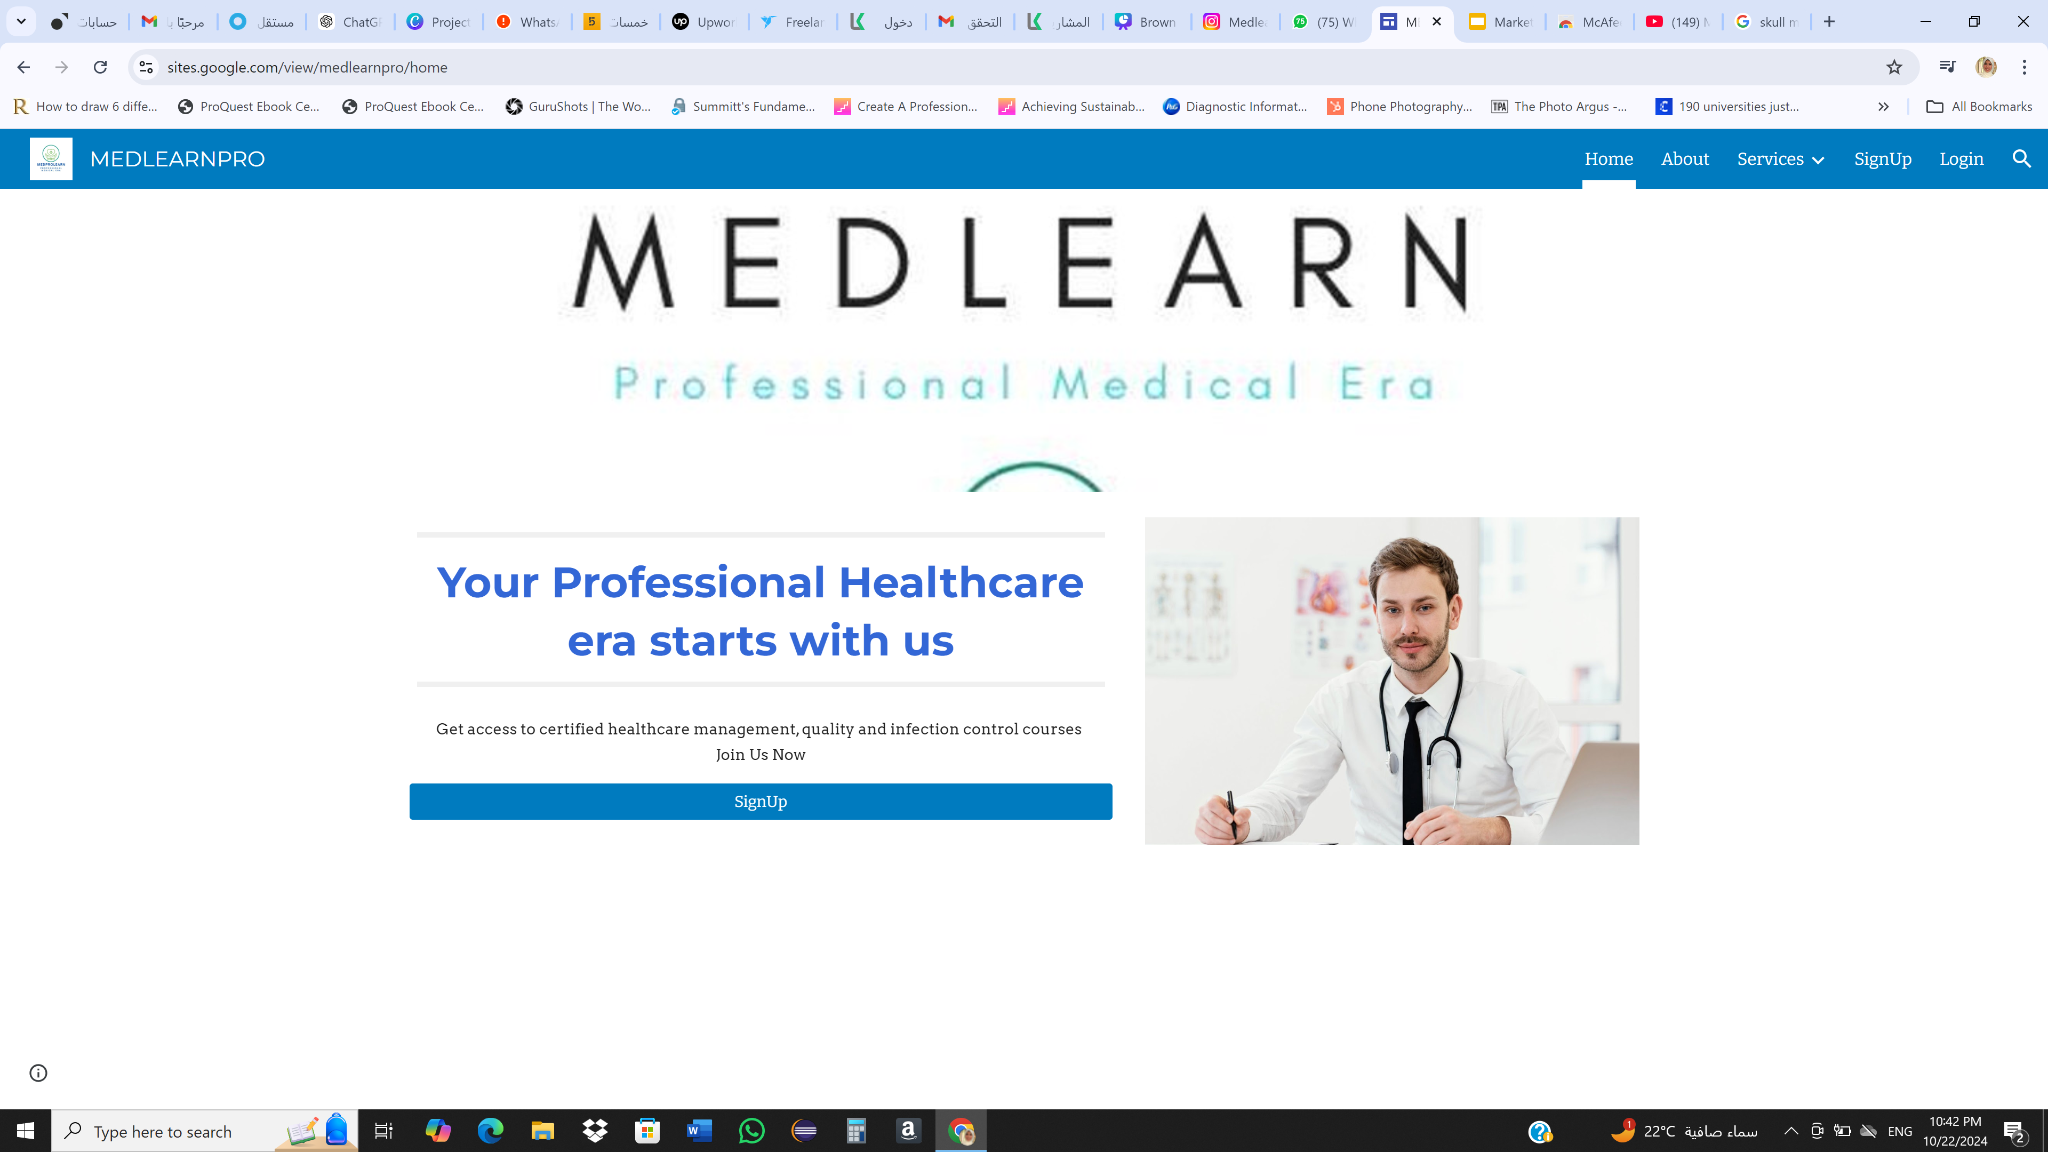 حسابات
مرحبًا با
مستقل
ChatGP
Project
Whats
خمسات
Upwor
Freelan
دخول
التحقق
المشار
Brown
Medlea
(75) W
M
Market
McAfe
(149) M
skull m
sites.google.com/view/medlearnpro/home
How to draw 6 diffe...
ProQuest Ebook Ce...
ProQuest Ebook Ce...
GuruShots | The Wo...
Summitt's Fundame...
Create A Profession...
Achieving Sustainab...
Diagnostic Informat...
Phone Photography...
The Photo Argus -...
190 universities just...
All Bookmarks
MEDLEARNPRO
Home
About
Services
SignUp
Login
MEDLEARN
Professional Medical Era
Your Professional Healthcare
era starts with us
Get access to certified healthcare management, quality and infection control courses
Join Us Now
SignUp
Type here to search
22°C سماء صافية
ENG
10:42 PM
10/22/2024